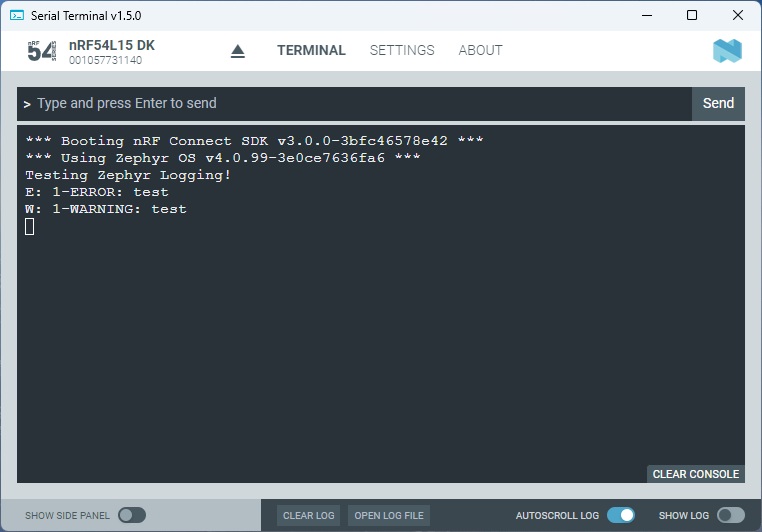 Serial Terminal v1.5.0
nRF
54
SERIES
nRF54L15 DK
001057731140
TERMINAL
SETTINGS
ABOUT
> Type and press Enter to send
Send
*** Booting nRF Connect SDK v3.0.0-3bfc46578e42 ***
*** Using Zephyr OS v4.0.99-3e0ce7636fa6 ***
Testing Zephyr Logging!
E: 1-ERROR: test
W: 1-WARNING: test
CLEAR CONSOLE
SHOW SIDE PANEL
CLEAR LOG
OPEN LOG FILE
AUTOSCROLL LOG
SHOW LOG